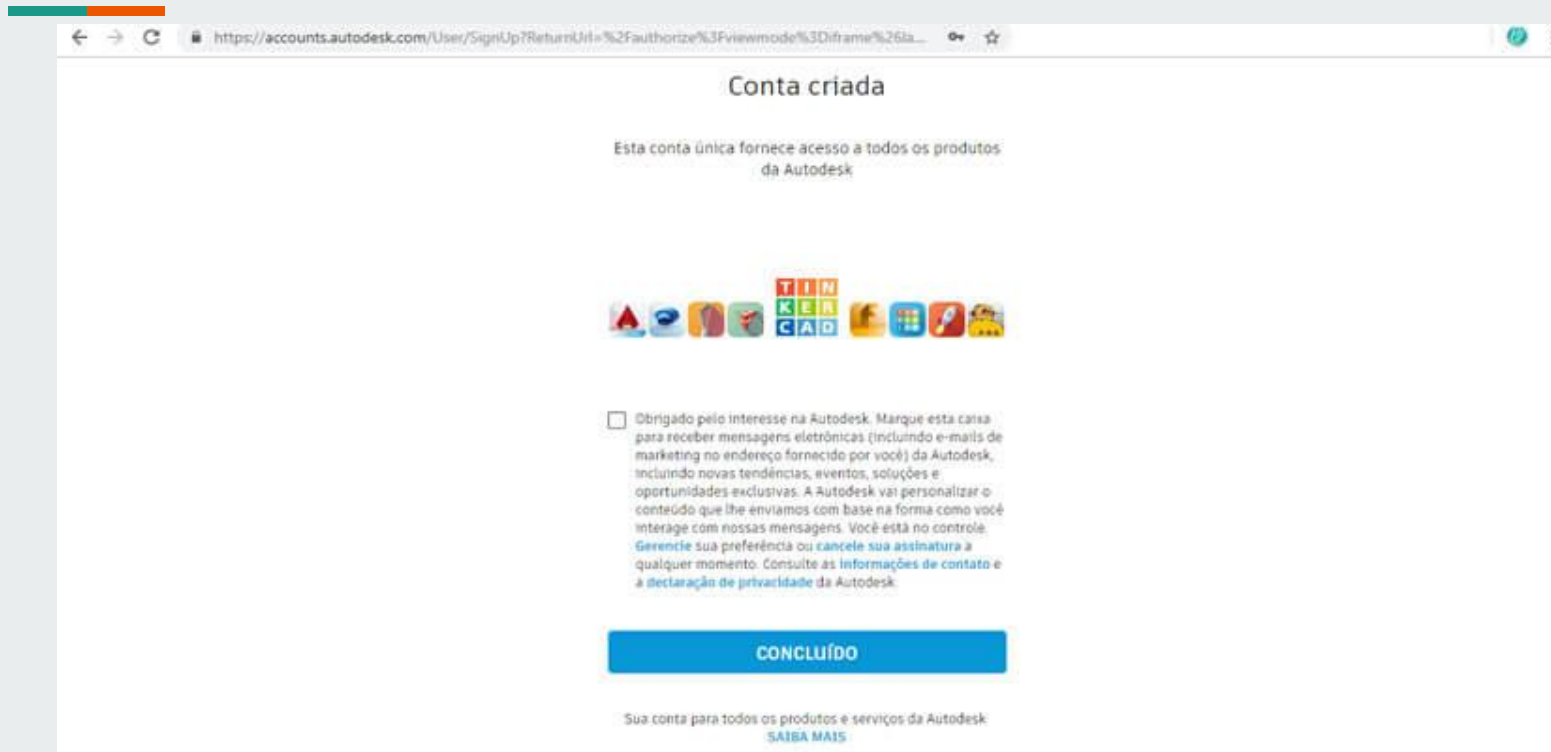 https://accounts.autodesk.com/User/SignUp?ReturnUrl=%2Fauthorize%3Fviewmode%3Diframe%26la...
Conta criada
Esta conta única fornece acesso a todos os produtos
da Autodesk
TIN
KER
CAD
Obrigado pelo interesse na Autodesk. Marque esta caixa
para receber mensagens eletrônicas (incluindo e-mails de
marketing no endereço fornecido por você) da Autodesk,
incluindo novas tendências, eventos, soluções e
oportunidades exclusivas. A Autodesk vai personalizar o
conteúdo que lhe enviamos com base na forma como você
interage com nossas mensagens. Você está no controle.
Gerencie sua preferência ou cancele sua assinatura a
qualquer momento. Consulte as informações de contato e
a declaração de privacidade da Autodesk.
CONCLUÍDO
Sua conta para todos os produtos e serviços da Autodesk
SAIBA MAIS